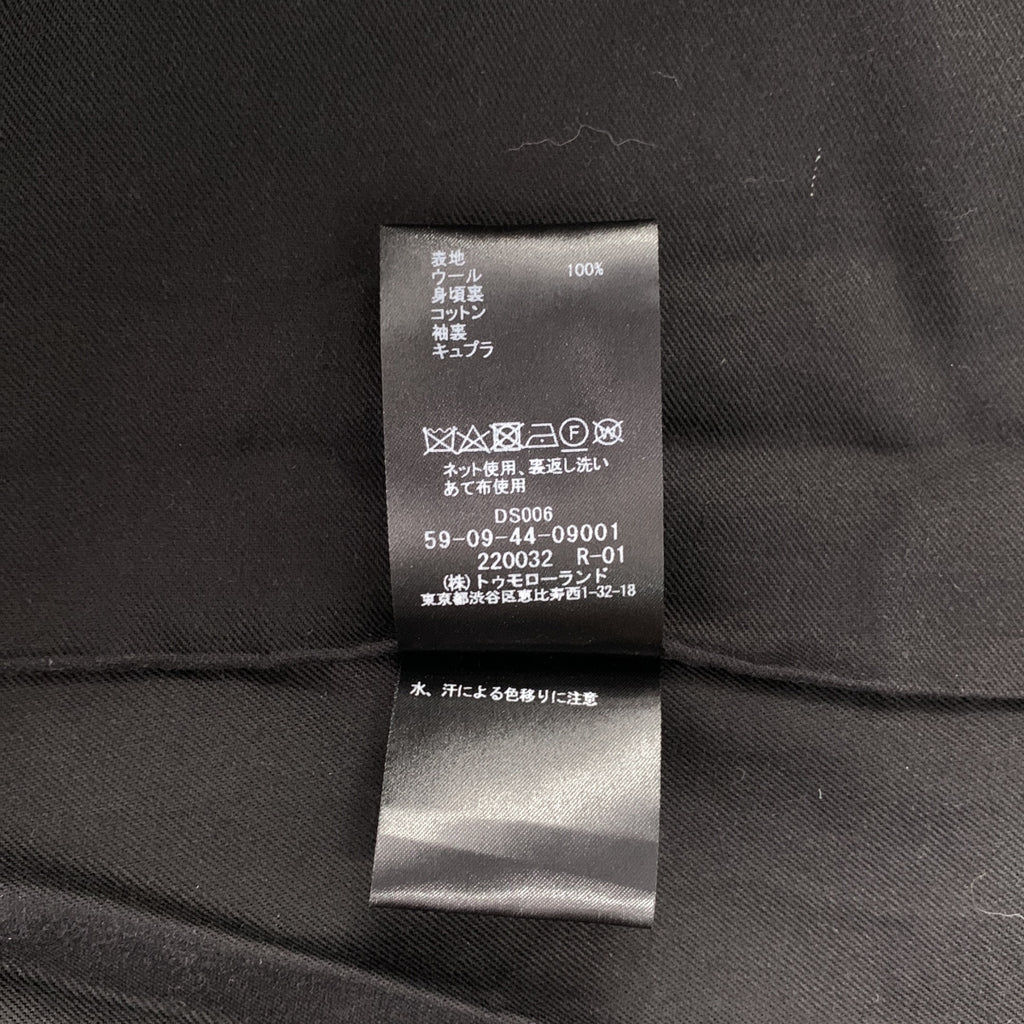 表地
ウール 100%
身頃裏
コットン
袖裏
キュプラ
F
W
ネット使用、裏返し洗い
あて布使用
DS006
59-09-44-09001
220032 R-01
(株)トゥモローランド
東京都渋谷区恵比寿西1-32-18
水、汗による色移りに注意